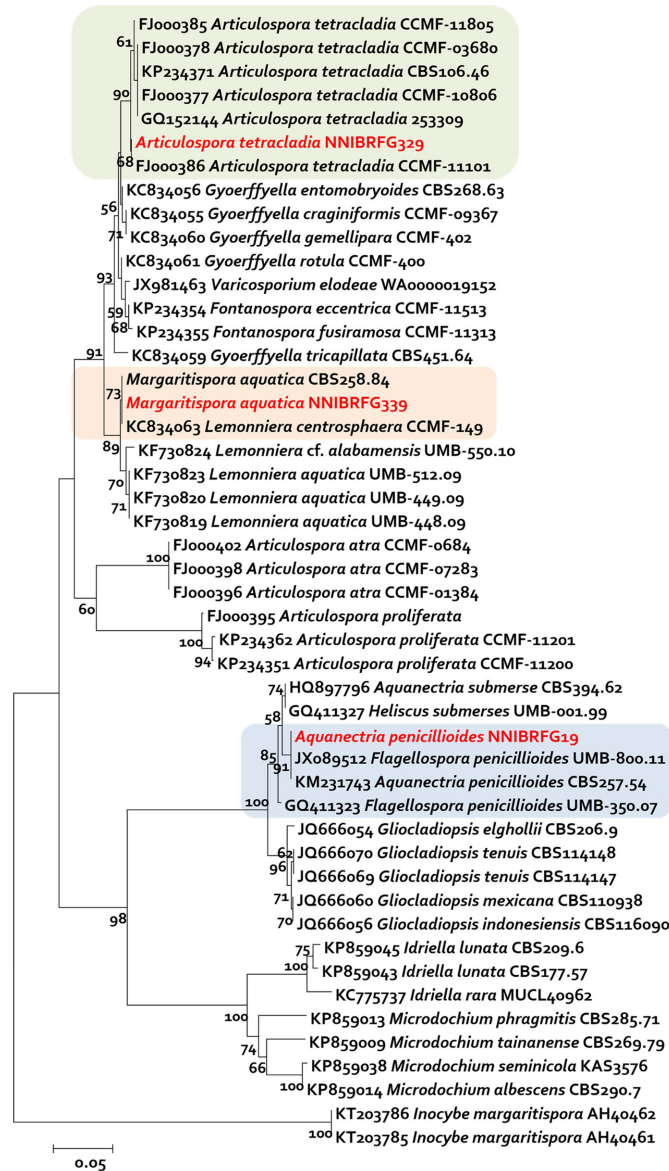 FJ000385 Articulospora tetracladia CCMF-11805
61
FJ000378 Articulospora tetracladia CCMF-03680
KP234371 Articulospora tetracladia CBS106.46
90
FJ000377 Articulospora tetracladia CCMF-10806
GQ152144 Articulospora tetracladia 253309
Articulospora tetracladia NNIBRFG329
68
FJ000386 Articulospora tetracladia CCMF-11101
KC834056 Gyoerffyella entomobryoides CBS268.63
56
KC834055 Gyoerffyella craginiformis CCMF-09367
71
KC834060 Gyoerffyella gemellipara CCMF-402
KC834061 Gyoerffyella rotula CCMF-400
93
JX981463 Varicosporium elodeae WA0000019152
59
KP234354 Fontanospora eccentrica CCMF-11513
68
KP234355 Fontanospora fusiramosa CCMF-11313
91
KC834059 Gyoerffyella tricapillata CBS451.64
Margaritispora aquatica CBS258.84
73
Margaritispora aquatica NNIBRFG339
KC834063 Lemonniera centrosphaera CCMF-149
89
KF730824 Lemonniera cf. alabamensis UMB-550.10
KF730823 Lemonniera aquatica UMB-512.09
70
KF730820 Lemonniera aquatica UMB-449.09
71
KF730819 Lemonniera aquatica UMB-448.09
FJ000402 Articulospora atra CCMF-0684
100
FJ000398 Articulospora atra CCMF-07283
FJ000396 Articulospora atra CCMF-01384
60
FJ000395 Articulospora proliferata
100
KP234362 Articulospora proliferata CCMF-11201
94
KP234351 Articulospora proliferata CCMF-11200
74
HQ897796 Aquanectria submerse CBS394.62
GQ411327 Heliscus submerses UMB-001.99
58
Aquanectria penicillioides NNIBRFG19
85
JX089512 Flagellospora penicillioides UMB-800.11
91
KM231743 Aquanectria penicillioides CBS257.54
100
GQ411323 Flagellospora penicillioides UMB-350.07
JQ666054 Gliocladiopsis elghollii CBS206.9
62
JQ666070 Gliocladiopsis tenuis CBS114148
96
JQ666069 Gliocladiopsis tenuis CBS114147
71
JQ666060 Gliocladiopsis mexicana CBS110938
70
JQ666056 Gliocladiopsis indonesiensis CBS116090
98
75
KP859045 Idriella lunata CBS209.6
100
KP859043 Idriella lunata CBS177.57
KC775737 Idriella rara MUCL40962
100
KP859013 Microdochium phragmitis CBS285.71
74
KP859009 Microdochium tainanense CBS269.79
66
KP859038 Microdochium seminicola KAS3576
100
KP859014 Microdochium albescens CBS290.7
KT203786 Inocybe margaritispora AH40462
100
KT203785 Inocybe margaritispora AH40461
0.05